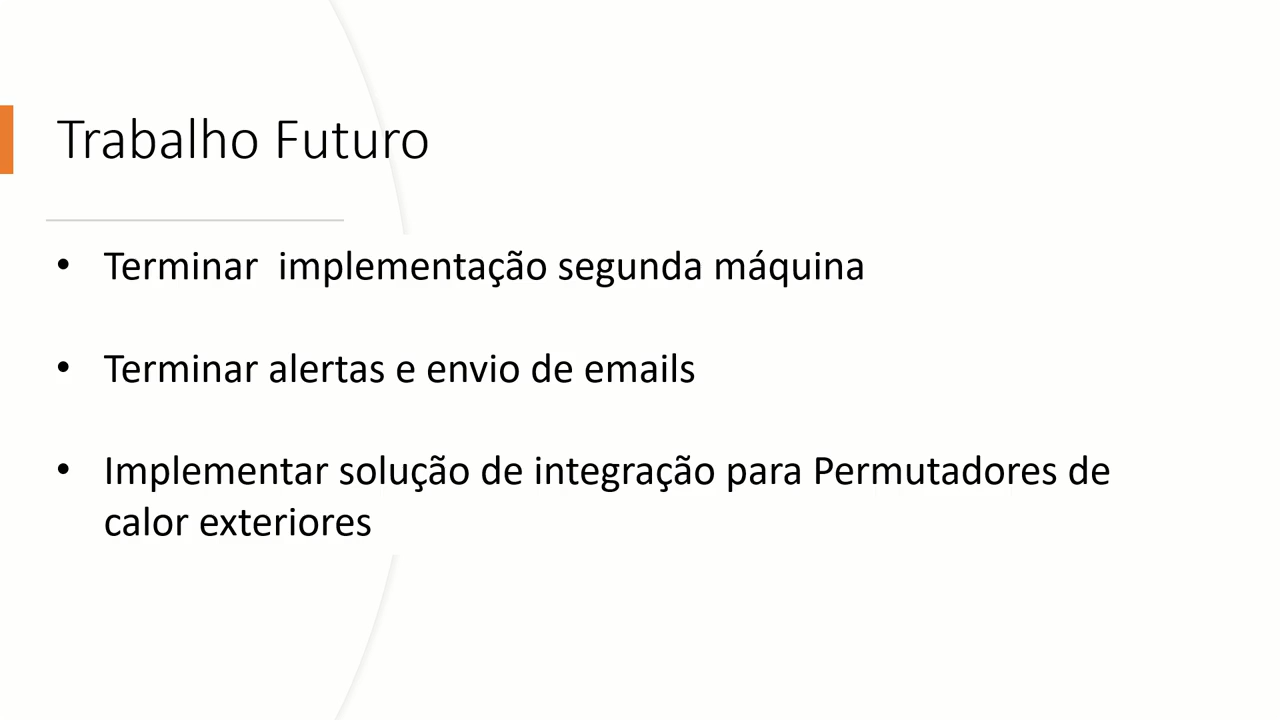 Trabalho Futuro
• Terminar  implementação segunda máquina
• Terminar alertas e envio de emails
• Implementar solução de integração para Permutadores de
calor exteriores